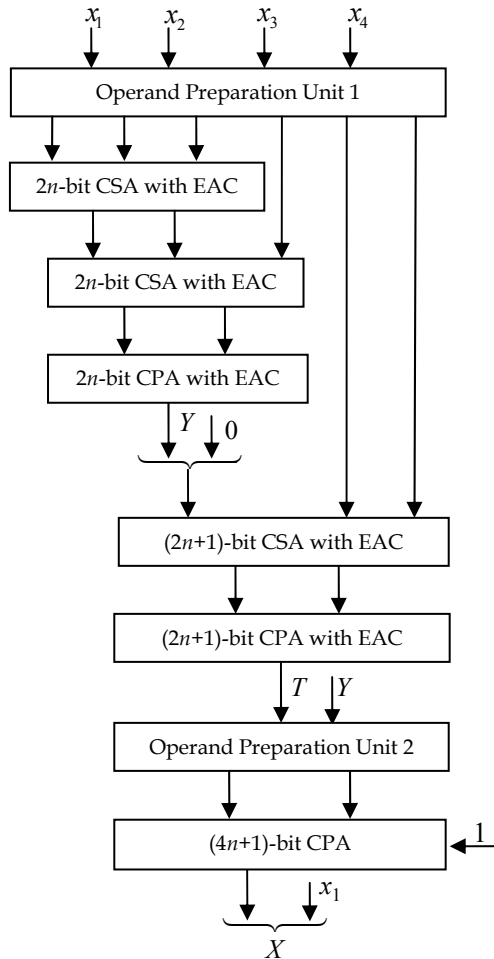 x₁ x₂ x₃ x₄
Operand Preparation Unit 1
2n-bit CSA with EAC
2n-bit CSA with EAC
2n-bit CPA with EAC
Y 0
(2n+1)-bit CSA with EAC
(2n+1)-bit CPA with EAC
T Y
Operand Preparation Unit 2
(4n+1)-bit CPA 1
x₁
X